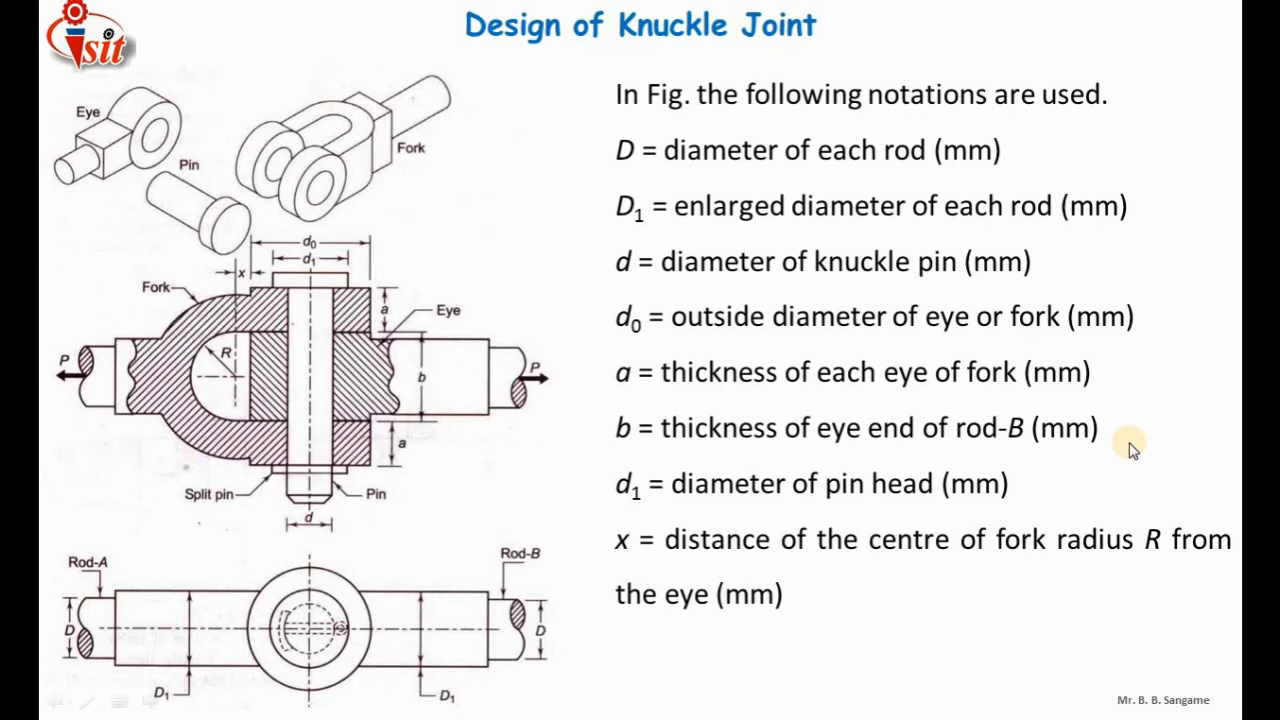 Design of Knuckle Joint
isit
Eye
Pin
Fork
d0
d1
x
Fork
a
Eye
R
P
P
b
a
Split pin
Pin
d
Rod-A
Rod-B
D
D
D1
D1
In Fig. the following notations are used.
D = diameter of each rod (mm)
D1 = enlarged diameter of each rod (mm)
d = diameter of knuckle pin (mm)
d0 = outside diameter of eye or fork (mm)
a = thickness of each eye of fork (mm)
b = thickness of eye end of rod-B (mm)
d1 = diameter of pin head (mm)
x = distance of the centre of fork radius R from
the eye (mm)
Mr. B. B. Sangame